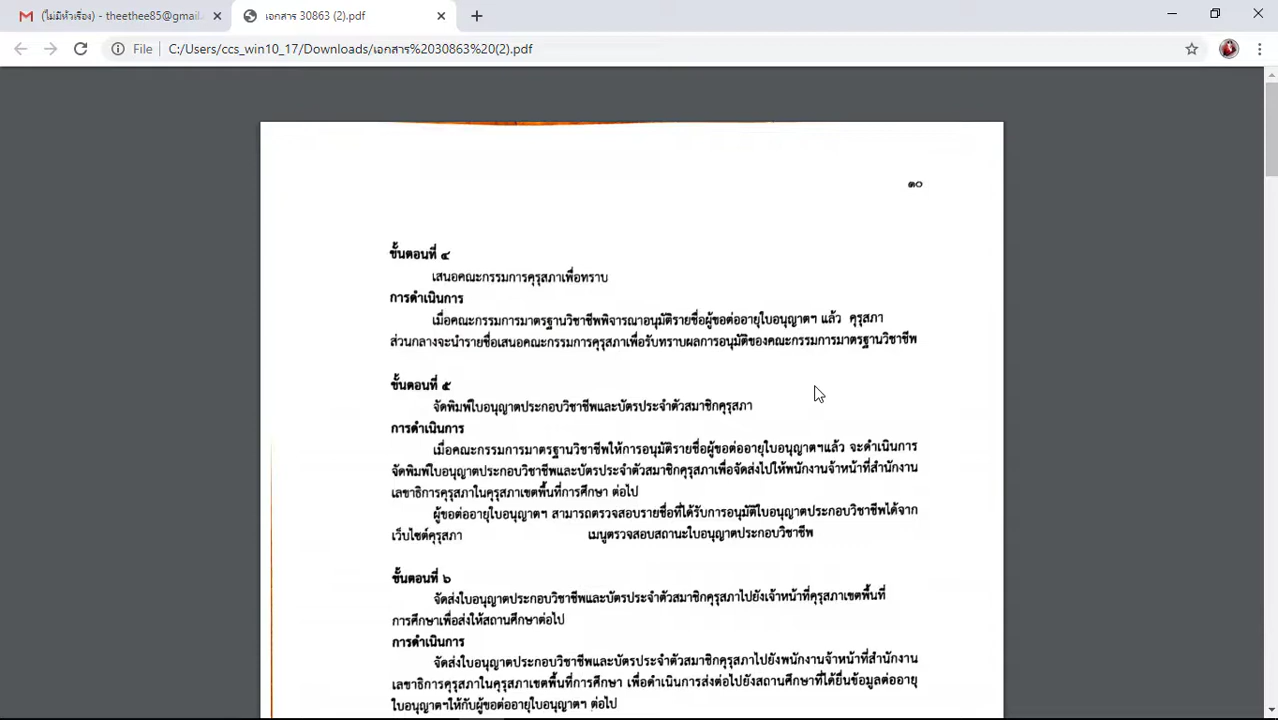 (ไม่มีหัวเรื่อง) - theethee85@gmail.
เอกสาร 30863 (2).pdf
File
C:/Users/ccs_win10_17/Downloads/เอกสาร%2030863%20(2).pdf
๓๐
ขั้นตอนที่ ๔
เสนอคณะกรรมการคุรุสภาเพื่อทราบ
การดำเนินการ
เมื่อคณะกรรมการมาตรฐานวิชาชีพพิจารณาอนุมัติรายชื่อผู้ขอต่ออายุใบอนุญาตฯ แล้ว คุรุสภา
ส่วนกลางจะนำรายชื่อเสนอคณะกรรมการคุรุสภาเพื่อรับทราบผลการอนุมัติของคณะกรรมการมาตรฐานวิชาชีพ
ขั้นตอนที่ ๕
จัดพิมพ์ใบอนุญาตประกอบวิชาชีพและบัตรประจำตัวสมาชิกคุรุสภา
การดำเนินการ
เมื่อคณะกรรมการมาตรฐานวิชาชีพให้การอนุมัติรายชื่อผู้ขอต่ออายุใบอนุญาตฯแล้ว จะดำเนินการ
จัดพิมพ์ใบอนุญาตประกอบวิชาชีพและบัตรประจำตัวสมาชิกคุรุสภาเพื่อจัดส่งไปให้พนักงานเจ้าหน้าที่สำนักงาน
เลขาธิการคุรุสภาในคุรุสภาเขตพื้นที่การศึกษา ต่อไป
ผู้ขอต่ออายุใบอนุญาตฯ สามารถตรวจสอบรายชื่อที่ได้รับการอนุมัติใบอนุญาตประกอบวิชาชีพได้จาก
เว็บไซต์คุรุสภา เมนูตรวจสอบสถานะใบอนุญาตประกอบวิชาชีพ
ขั้นตอนที่ ๖
จัดส่งใบอนุญาตประกอบวิชาชีพและบัตรประจำตัวสมาชิกคุรุสภาไปยังเจ้าหน้าที่คุรุสภาเขตพื้นที่
การศึกษาเพื่อส่งให้สถานศึกษาต่อไป
การดำเนินการ
จัดส่งใบอนุญาตประกอบวิชาชีพและบัตรประจำตัวสมาชิกคุรุสภาไปยังพนักงานเจ้าหน้าที่สำนักงาน
เลขาธิการคุรุสภาในคุรุสภาเขตพื้นที่การศึกษา เพื่อดำเนินการส่งต่อไปยังสถานศึกษาที่ได้ยื่นข้อมูลต่ออายุ
ใบอนุญาตฯให้กับผู้ขอต่ออายุใบอนุญาตฯ ต่อไป